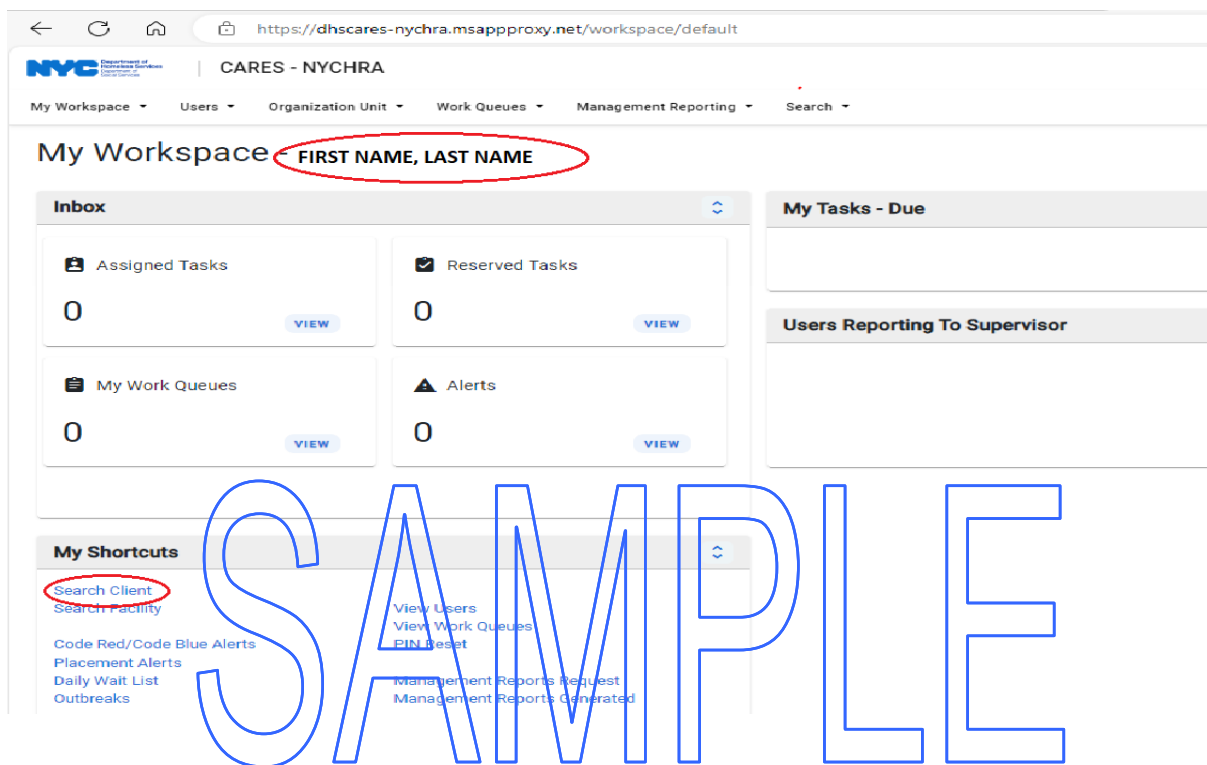 https://dhscares-nychra.msappproxy.net/workspace/default
NYC
Department of
Homeless Services
Department of
Social Services
CARES - NYCHRA
My Workspace Users Organization Unit Work Queues Management Reporting Search
My Workspace - FIRST NAME, LAST NAME
Inbox
Assigned Tasks
0
VIEW
Reserved Tasks
0
VIEW
My Work Queues
0
VIEW
Alerts
0
VIEW
My Tasks - Due
Users Reporting To Supervisor
My Shortcuts
Search Client
Search Facility
Code Red/Code Blue Alerts
Placement Alerts
Daily Wait List
Outbreaks
View Users
View Work Queues
PIN Reset
Management Reports Request
Management Reports Generated
SAMPLE